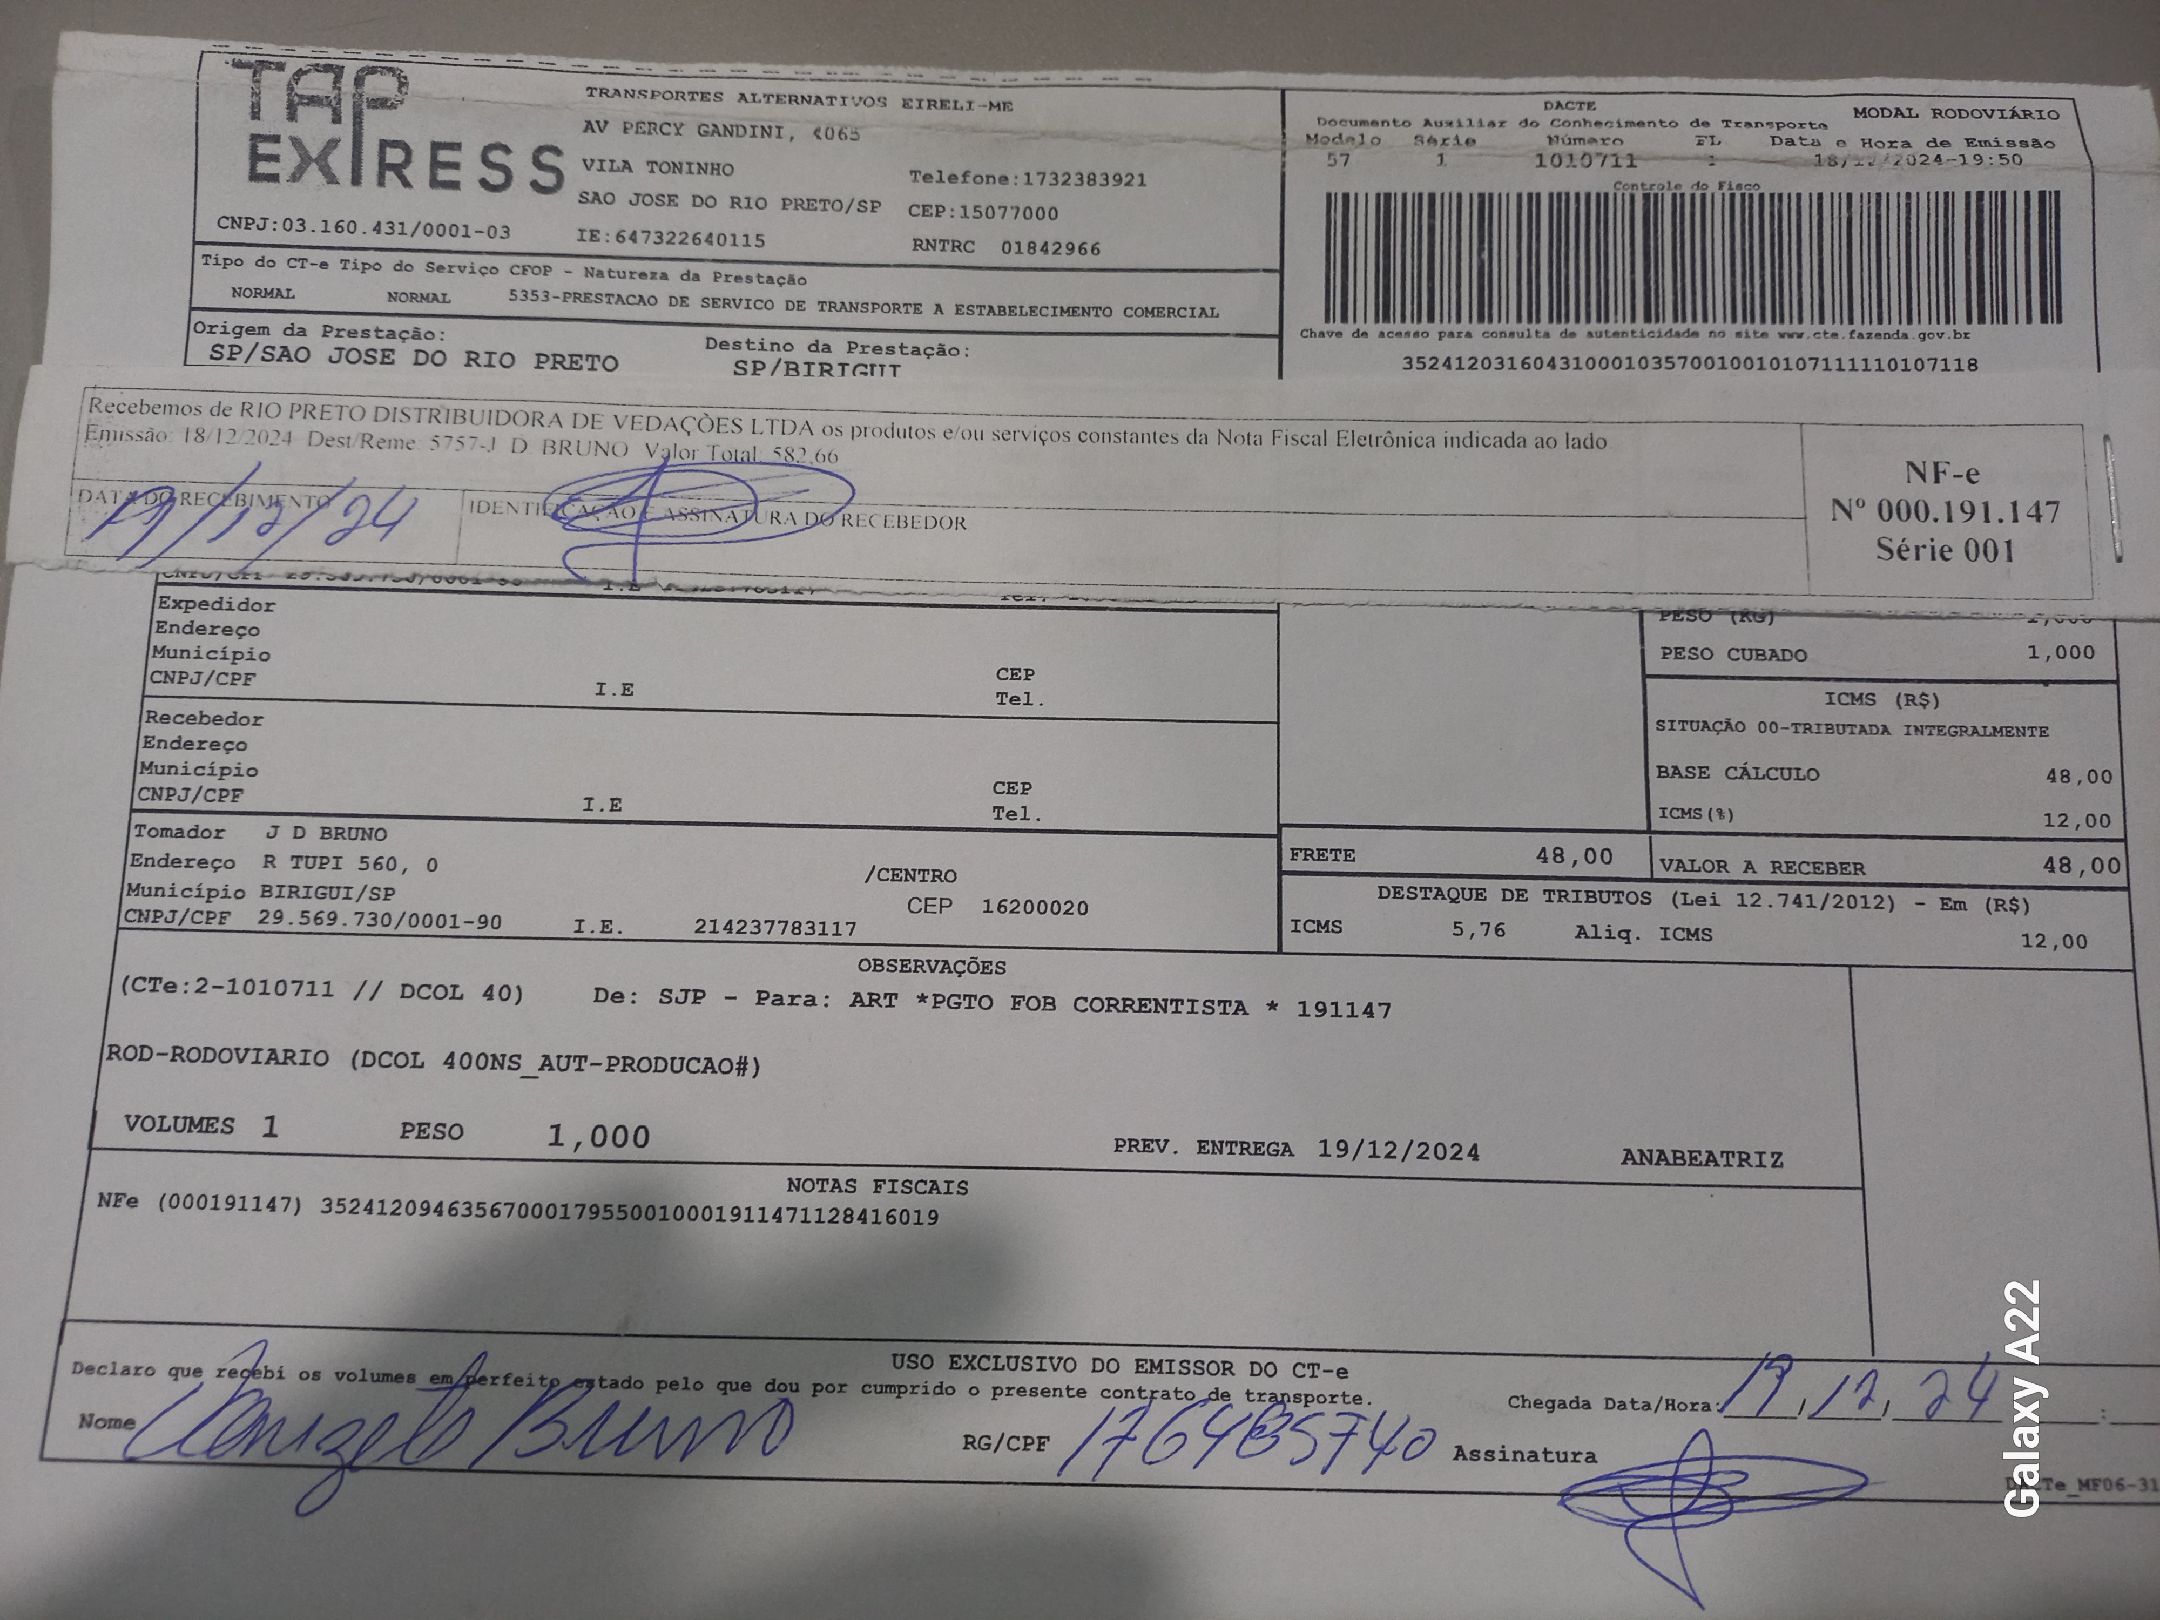 TAP EXPRESS
TRANSPORTES ALTERNATIVOS EIRELI-ME
AV PERCY GANDINI, 4065
VILA TONINHO
Telefone:1732383921
SAO JOSE DO RIO PRETO/SP CEP:15077000
CNPJ:03.160.431/0001-03 IE:647322640115 RNTRC 01842966
DACTE MODAL RODOVIÁRIO
Documento Auxiliar do Conhecimento de Transporte
Modelo Série Número FL Data e Hora de Emissão
57 1 1010711 1 18/12/2024-19:50
Controle do Fisco
Chave de acesso para consulta de autenticidade no site www.cte.fazenda.gov.br
35241203160431000103570010010107111110107118
Tipo do CT-e Tipo do Serviço CFOP - Natureza da Prestação
NORMAL NORMAL 5353-PRESTACAO DE SERVICO DE TRANSPORTE A ESTABELECIMENTO COMERCIAL
Origem da Prestação: Destino da Prestação:
SP/SAO JOSE DO RIO PRETO SP/BIRIGUI
Recebemos de RIO PRETO DISTRIBUIDORA DE VEDAÇÕES LTDA os produtos e/ou serviços constantes da Nota Fiscal Eletrônica indicada ao lado
Emissão: 18/12/2024 Dest/Reme: 5757-J D BRUNO Valor Total: 582,66
DATA DO RECEBIMENTO IDENTIFICAÇÃO E ASSINATURA DO RECEBEDOR
19/12/24
NF-e
Nº 000.191.147
Série 001
Expedidor
Endereço
Município
CNPJ/CPF I.E CEP
Tel.
Recebedor
Endereço
Município
CNPJ/CPF I.E CEP
Tel.
PESO (KG)
PESO CUBADO 1,000
ICMS (R$)
SITUAÇÃO 00-TRIBUTADA INTEGRALMENTE
BASE CÁLCULO 48,00
ICMS(%) 12,00
Tomador J D BRUNO
Endereço R TUPI 560, 0 /CENTRO
Município BIRIGUI/SP CEP 16200020
CNPJ/CPF 29.569.730/0001-90 I.E. 214237783117
FRETE 48,00 VALOR A RECEBER 48,00
DESTAQUE DE TRIBUTOS (Lei 12.741/2012) - Em (R$)
ICMS 5,76 Aliq. ICMS 12,00
OBSERVAÇÕES
(CTe:2-1010711 // DCOL 40) De: SJP - Para: ART *PGTO FOB CORRENTISTA * 191147
ROD-RODOVIARIO (DCOL 400NS_AUT-PRODUCAO#)
VOLUMES 1 PESO 1,000 PREV. ENTREGA 19/12/2024 ANABEATRIZ
NOTAS FISCAIS
NFe (000191147) 35241209463567000179550010001911471128416019
USO EXCLUSIVO DO EMISSOR DO CT-e
Declaro que recebi os volumes em perfeito estado pelo que dou por cumprido o presente contrato de transporte.
Chegada Data/Hora: 19, 12, 24 :
Nome Bruno RG/CPF Assinatura
MF06-31
Galaxy A22